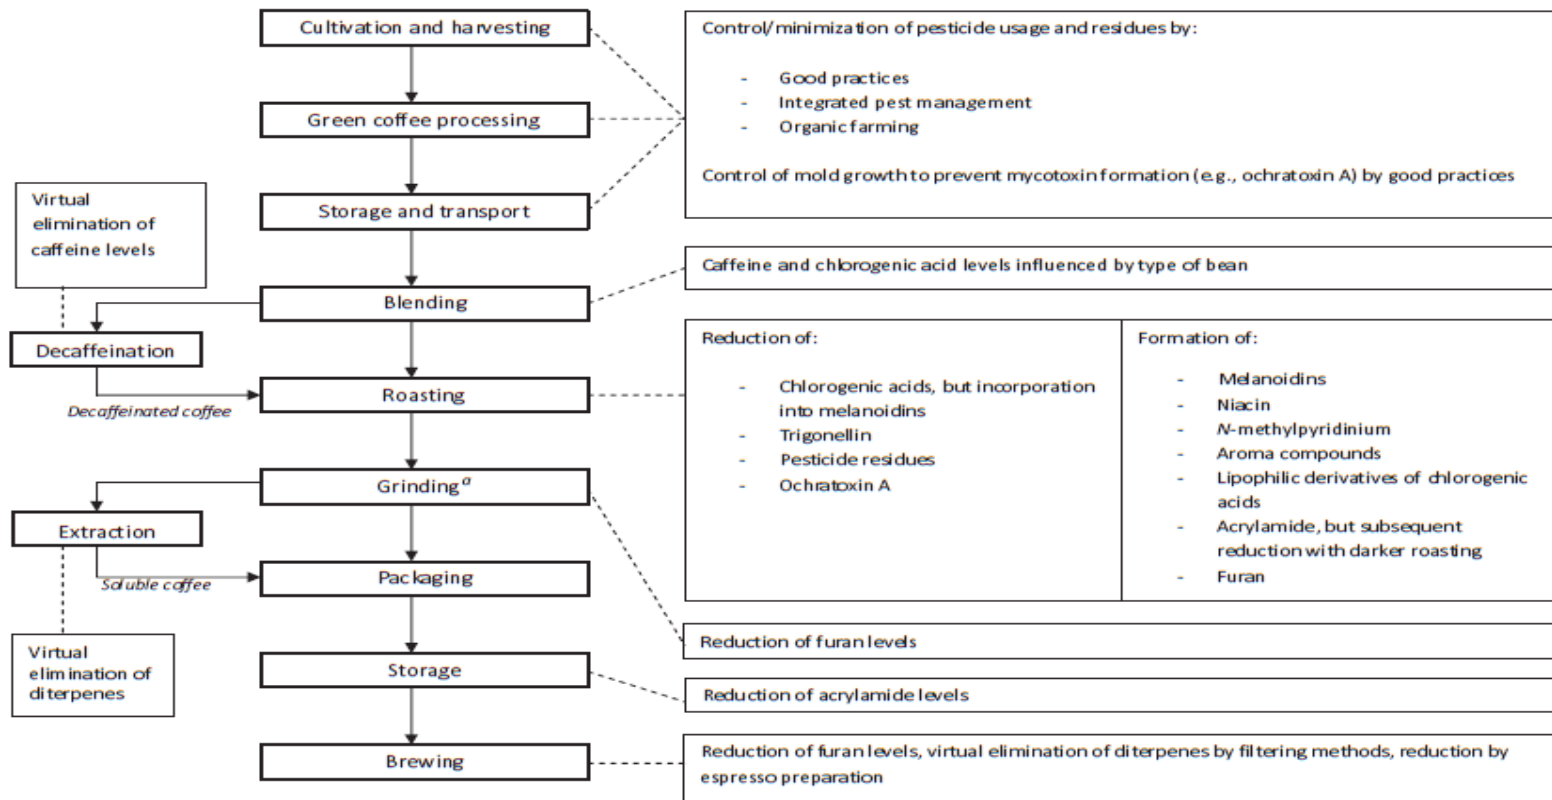 Cultivation and harvesting
Control/minimization of pesticide usage and residues by:
- Good practices
- Integrated pest management
- Organic farming
Control of mold growth to prevent mycotoxin formation (e.g., ochratoxin A) by good practices
Green coffee processing
Storage and transport
Virtual
elimination of
caffeine levels
Caffeine and chlorogenic acid levels influenced by type of bean
Blending
Decaffeination
Decaffeinated coffee
Roasting
Reduction of:
- Chlorogenic acids, but incorporation
into melanoidins
- Trigonellin
- Pesticide residues
- Ochratoxin A
Formation of:
- Melanoidins
- Niacin
- N-methylpyridinium
- Aroma compounds
- Lipophilic derivatives of chlorogenic
acids
- Acrylamide, but subsequent
reduction with darker roasting
- Furan
Grinding a
Extraction
Soluble coffee
Packaging
Reduction of furan levels
Virtual
elimination of
diterpenes
Storage
Reduction of acrylamide levels
Brewing
Reduction of furan levels, virtual elimination of diterpenes by filtering methods, reduction by
espresso preparation